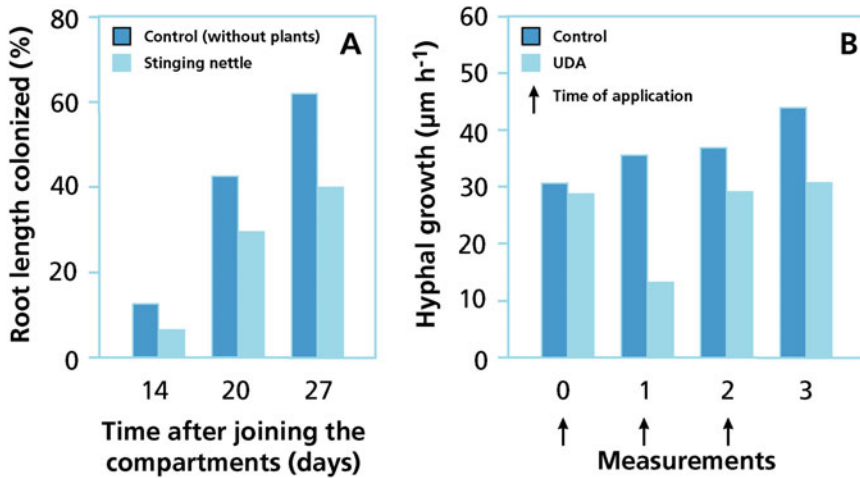 Root length colonized (%)
80
60
40
20
0
Control (without plants)
Stinging nettle
A
14 20 27
Time after joining the
compartments (days)
Hyphal growth (µm h⁻¹)
60
50
40
30
20
10
0
Control
UDA
Time of application
B
0 1 2 3
Measurements